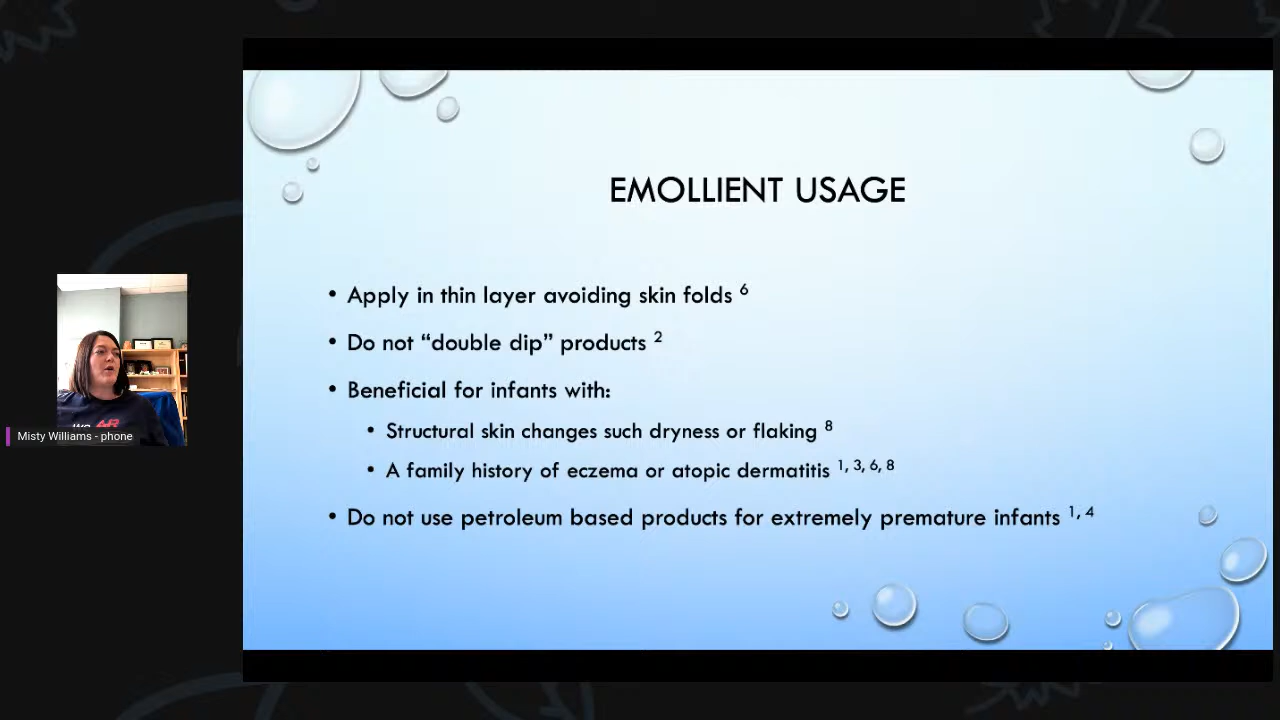 EMOLLIENT USAGE
• Apply in thin layer avoiding skin folds 6
• Do not “double dip” products 2
• Beneficial for infants with:
• Structural skin changes such dryness or flaking 8
• A family history of eczema or atopic dermatitis 1, 3, 6, 8
• Do not use petroleum based products for extremely premature infants 1, 4
Misty Williams - phone